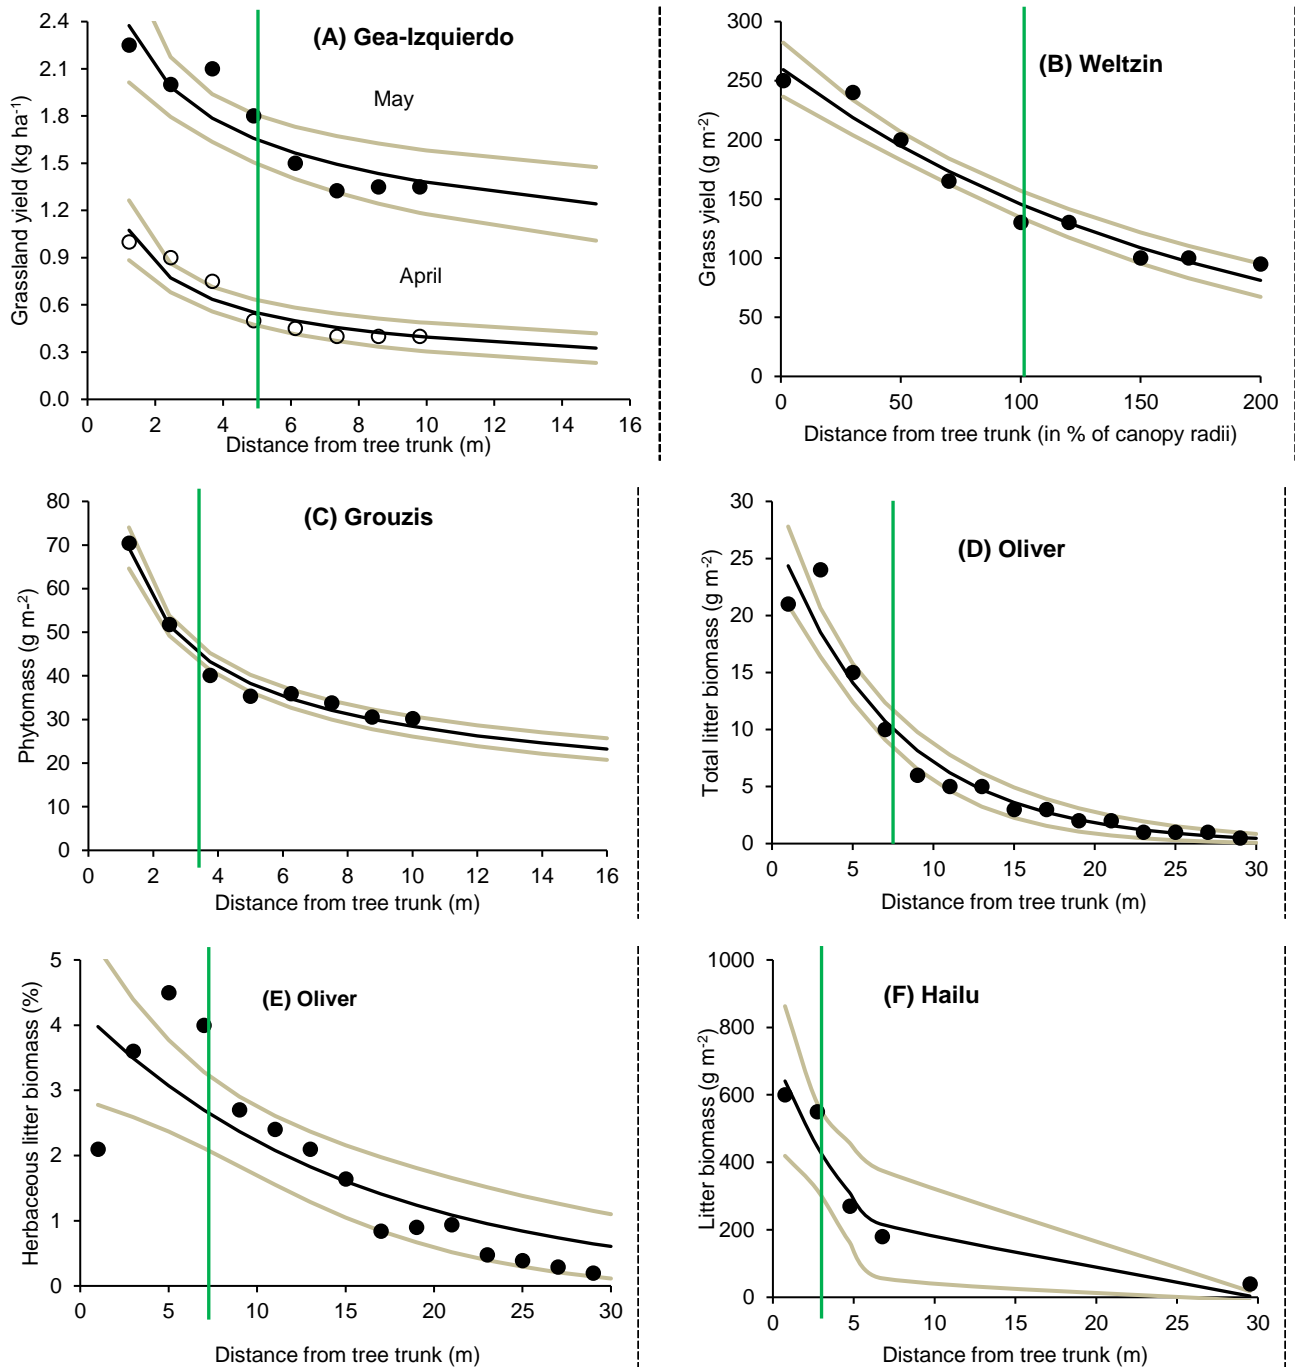 (A) Gea-Izquierdo
Grassland yield (kg ha-1)
2.4
2.1
1.8
1.5
1.2
0.9
0.6
0.3
0.0
May
April
0 2 4 6 8 10 12 14 16
Distance from tree trunk (m)
(B) Weltzin
Grass yield (g m-2)
300
250
200
150
100
50
0
0 50 100 150 200
Distance from tree trunk (in % of canopy radii)
(C) Grouzis
Phytomass (g m-2)
80
70
60
50
40
30
20
10
0
0 2 4 6 8 10 12 14 16
Distance from tree trunk (m)
(D) Oliver
Total litter biomass (g m-2)
30
25
20
15
10
5
0
0 5 10 15 20 25 30
Distance from tree trunk (m)
(E) Oliver
Herbaceous litter biomass (%)
5
4
3
2
1
0
0 5 10 15 20 25 30
Distance from tree trunk (m)
(F) Hailu
Litter biomass (g m-2)
1000
800
600
400
200
0
0 5 10 15 20 25 30
Distance from tree trunk (m)